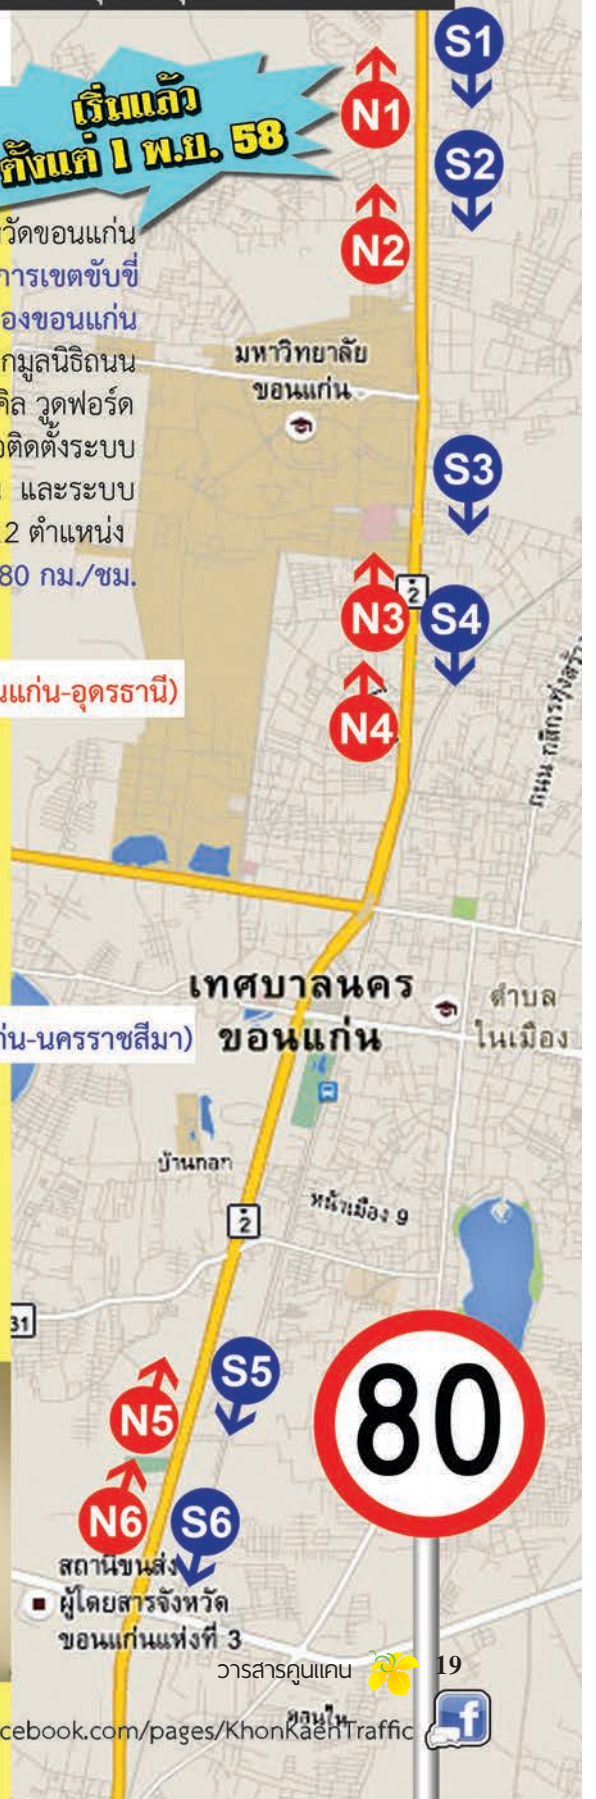 เริ่มแล้ว
ตั้งแต่ 1 พ.ย. 58
S1
N1
S2
N2
วัดขอนแก่น
การเขตขับขี่
องขอนแก่น
กมูลนิธิถนน
คิล วูดฟอร์ด
อติดตั้งระบบ
และระบบ
2 ตำแหน่ง
80 กม./ชม.
มหาวิทยาลัย
ขอนแก่น
S3
N3
2
S4
นแก่น-อุดรธานี)
N4
ถนน กสิกรทุ่งสร้าง
เทศบาลนคร
ขอนแก่น
ตำบล
ในเมือง
ก่น-นครราชสีมา)
บ้านกอก
หน้าเมือง 9
2
31
S5
N5
80
N6
S6
สถานีขนส่ง
ผู้โดยสารจังหวัด
ขอนแก่นแห่งที่ 3
วารสารคูนแคน 19
cebook.com/pages/KhonKaenTraffic
f